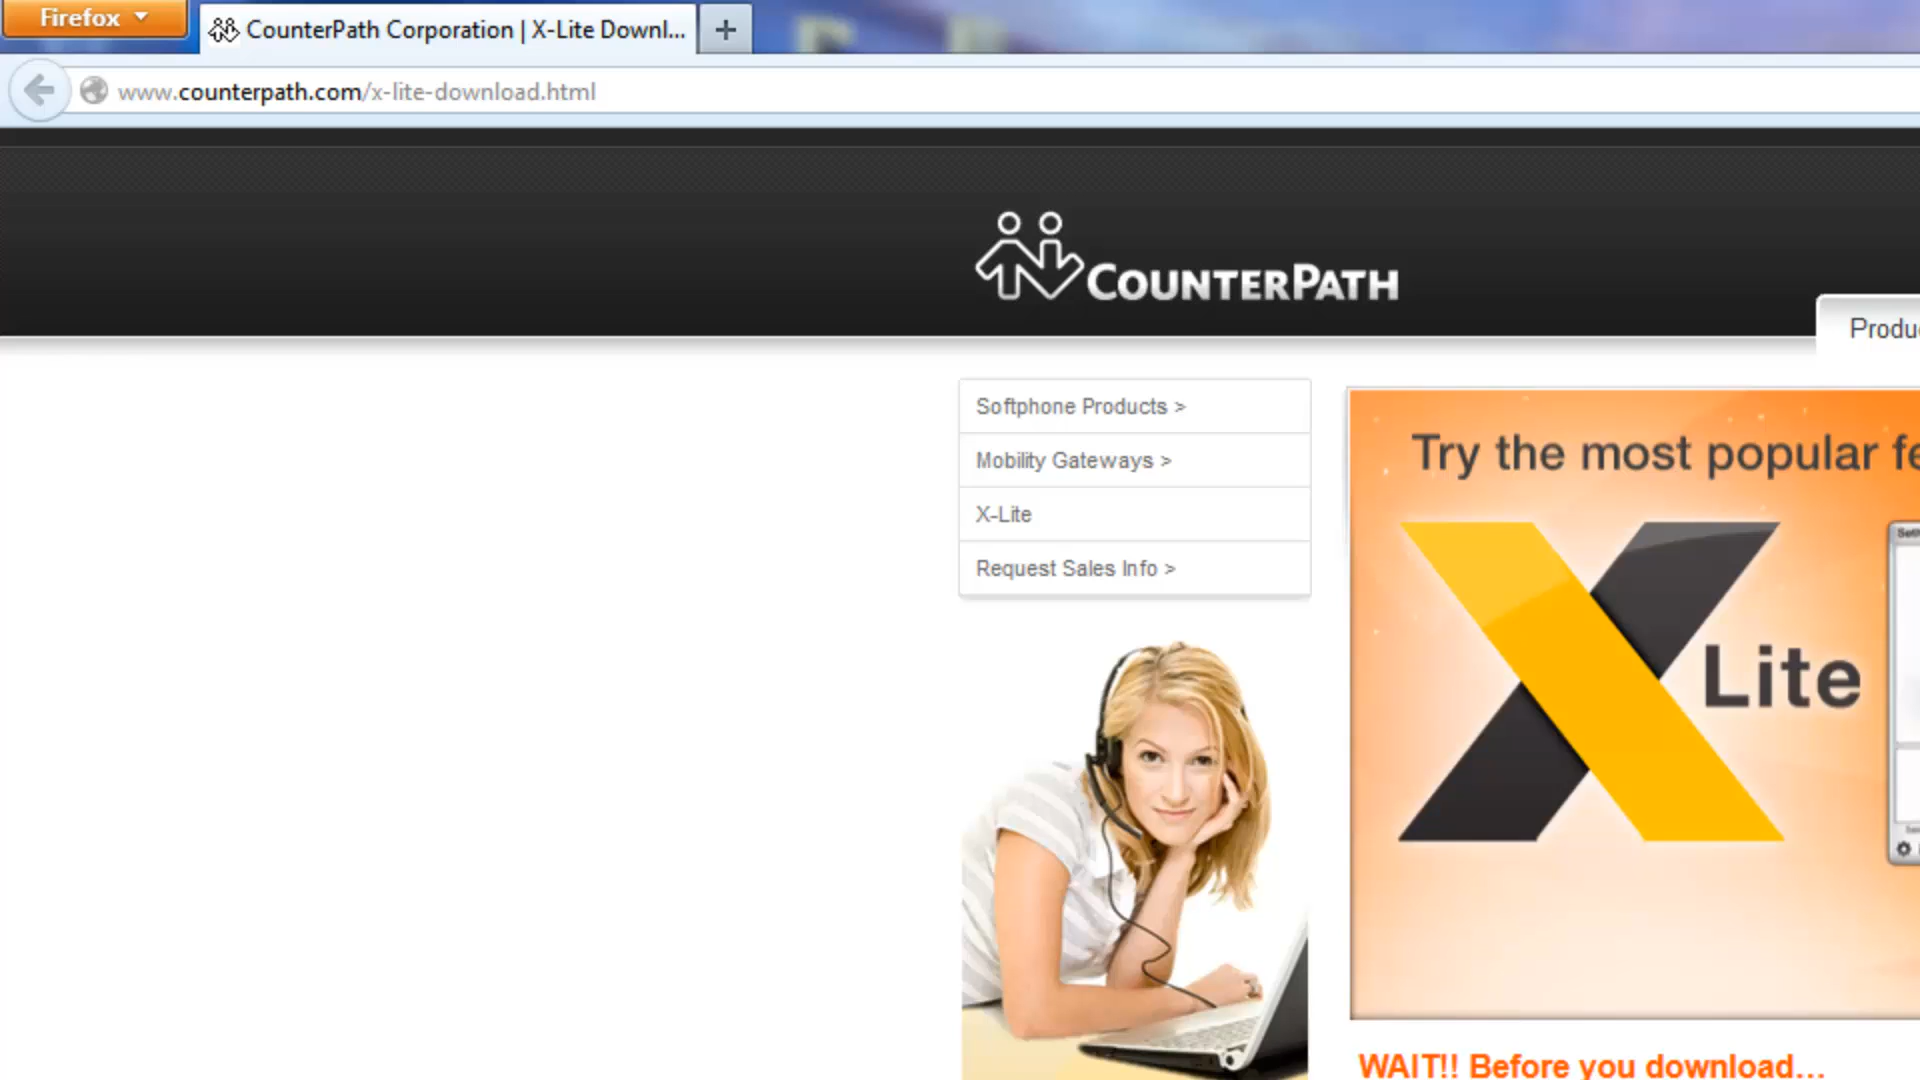 Firefox
CounterPath Corporation | X-Lite Downl...
www.counterpath.com/x-lite-download.html
COUNTERPATH
Produ
Softphone Products >
Mobility Gateways >
X-Lite
Request Sales Info >
Try the most popular fe
X Lite
WAIT!! Before you download...